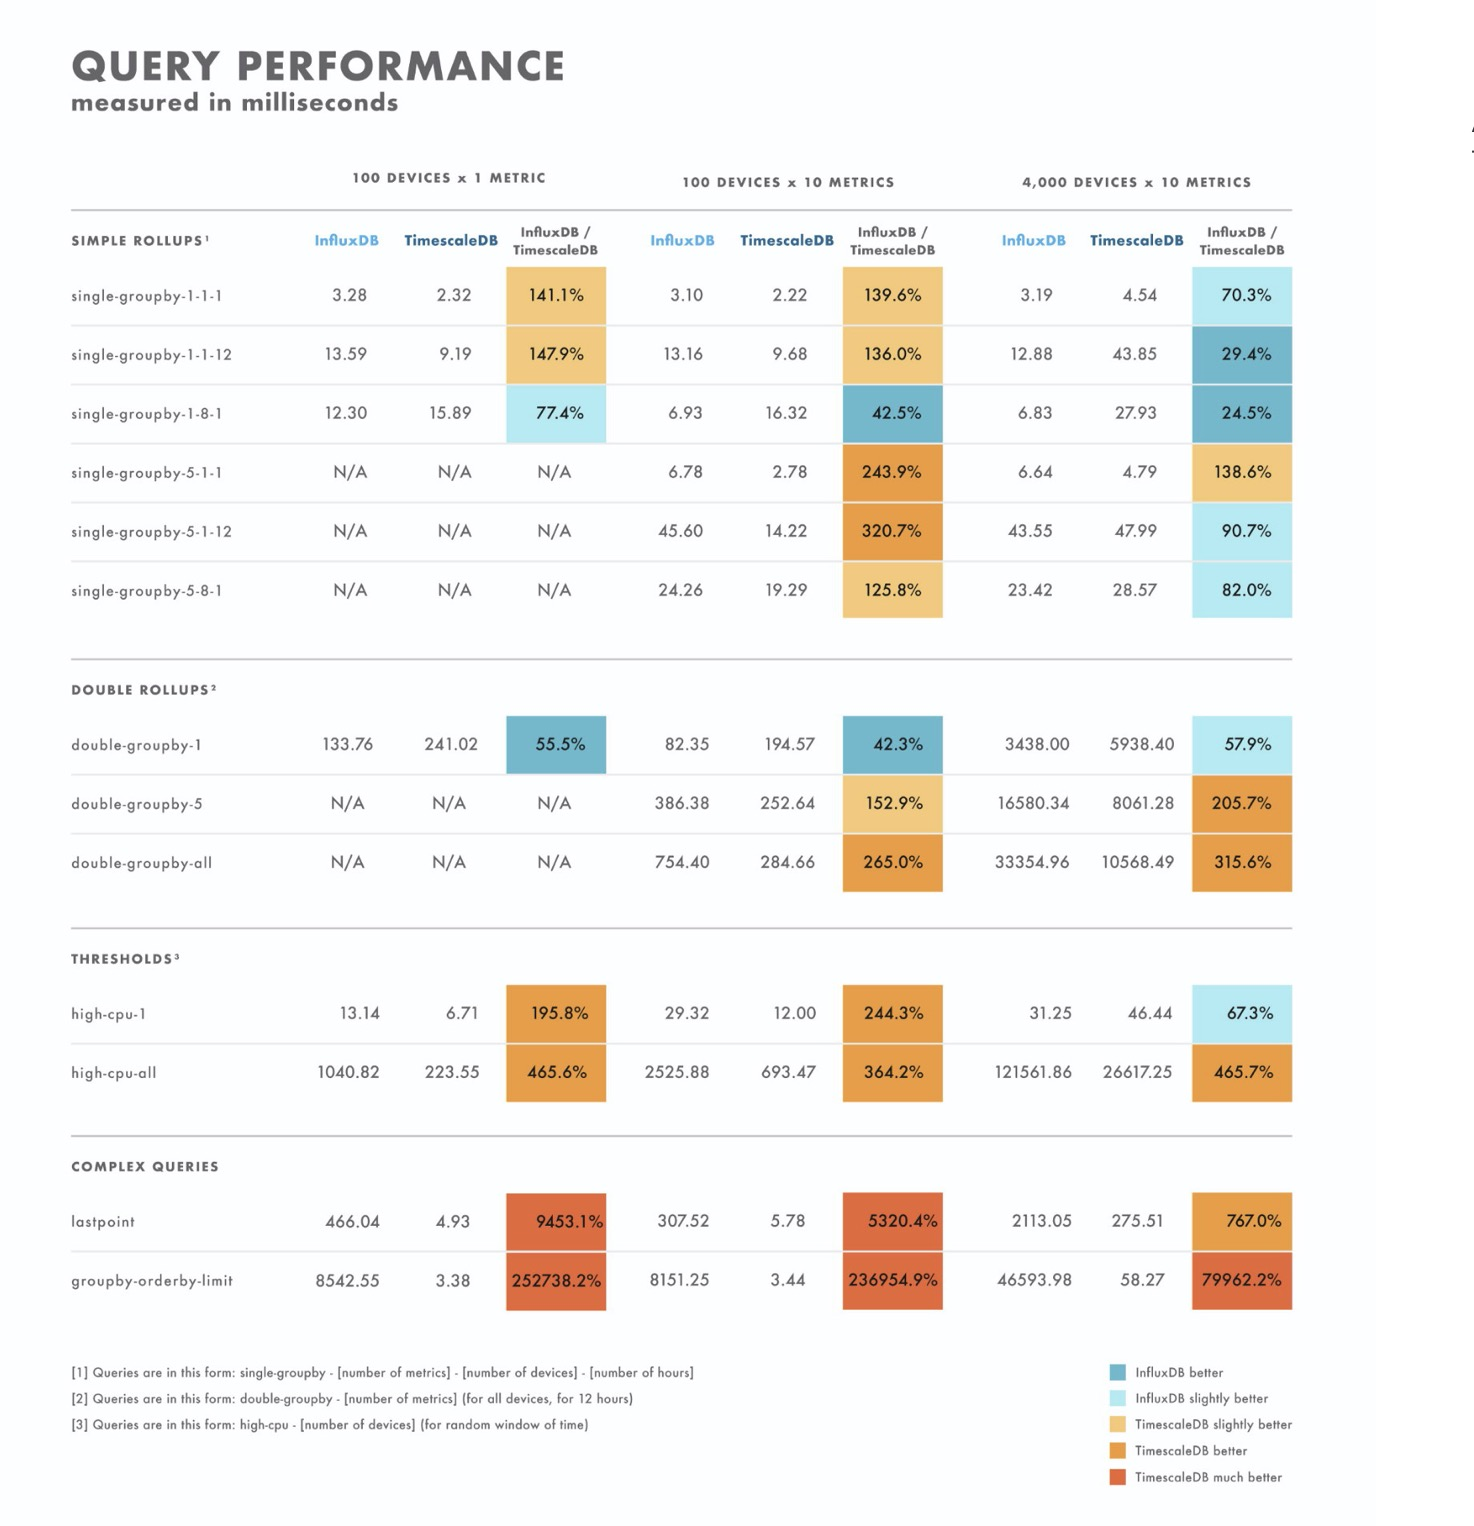 QUERY PERFORMANCE
measured in milliseconds
100 DEVICES x 1 METRIC 100 DEVICES x 10 METRICS 4,000 DEVICES x 10 METRICS
SIMPLE ROLLUPS¹ InfluxDB TimescaleDB InfluxDB / TimescaleDB InfluxDB TimescaleDB InfluxDB / TimescaleDB InfluxDB TimescaleDB InfluxDB / TimescaleDB
single-groupby-1-1-1 3.28 2.32 141.1% 3.10 2.22 139.6% 3.19 4.54 70.3%
single-groupby-1-1-12 13.59 9.19 147.9% 13.16 9.68 136.0% 12.88 43.85 29.4%
single-groupby-1-8-1 12.30 15.89 77.4% 6.93 16.32 42.5% 6.83 27.93 24.5%
single-groupby-5-1-1 N/A N/A N/A 6.78 2.78 243.9% 6.64 4.79 138.6%
single-groupby-5-1-12 N/A N/A N/A 45.60 14.22 320.7% 43.55 47.99 90.7%
single-groupby-5-8-1 N/A N/A N/A 24.26 19.29 125.8% 23.42 28.57 82.0%
DOUBLE ROLLUPS²
double-groupby-1 133.76 241.02 55.5% 82.35 194.57 42.3% 3438.00 5938.40 57.9%
double-groupby-5 N/A N/A N/A 386.38 252.64 152.9% 16580.34 8061.28 205.7%
double-groupby-all N/A N/A N/A 754.40 284.66 265.0% 33354.96 10568.49 315.6%
THRESHOLDS³
high-cpu-1 13.14 6.71 195.8% 29.32 12.00 244.3% 31.25 46.44 67.3%
high-cpu-all 1040.82 223.55 465.6% 2525.88 693.47 364.2% 121561.86 26617.25 465.7%
COMPLEX QUERIES
lastpoint 466.04 4.93 9453.1% 307.52 5.78 5320.4% 2113.05 275.51 767.0%
groupby-orderby-limit 8542.55 3.38 252738.2% 8151.25 3.44 236954.9% 46593.98 58.27 79962.2%
[1] Queries are in this form: single-groupby - [number of metrics] - [number of devices] - [number of hours]
[2] Queries are in this form: double-groupby - [number of metrics] (for all devices, for 12 hours)
[3] Queries are in this form: high-cpu - [number of devices] (for random window of time)
InfluxDB better
InfluxDB slightly better
TimescaleDB slightly better
TimescaleDB better
TimescaleDB much better